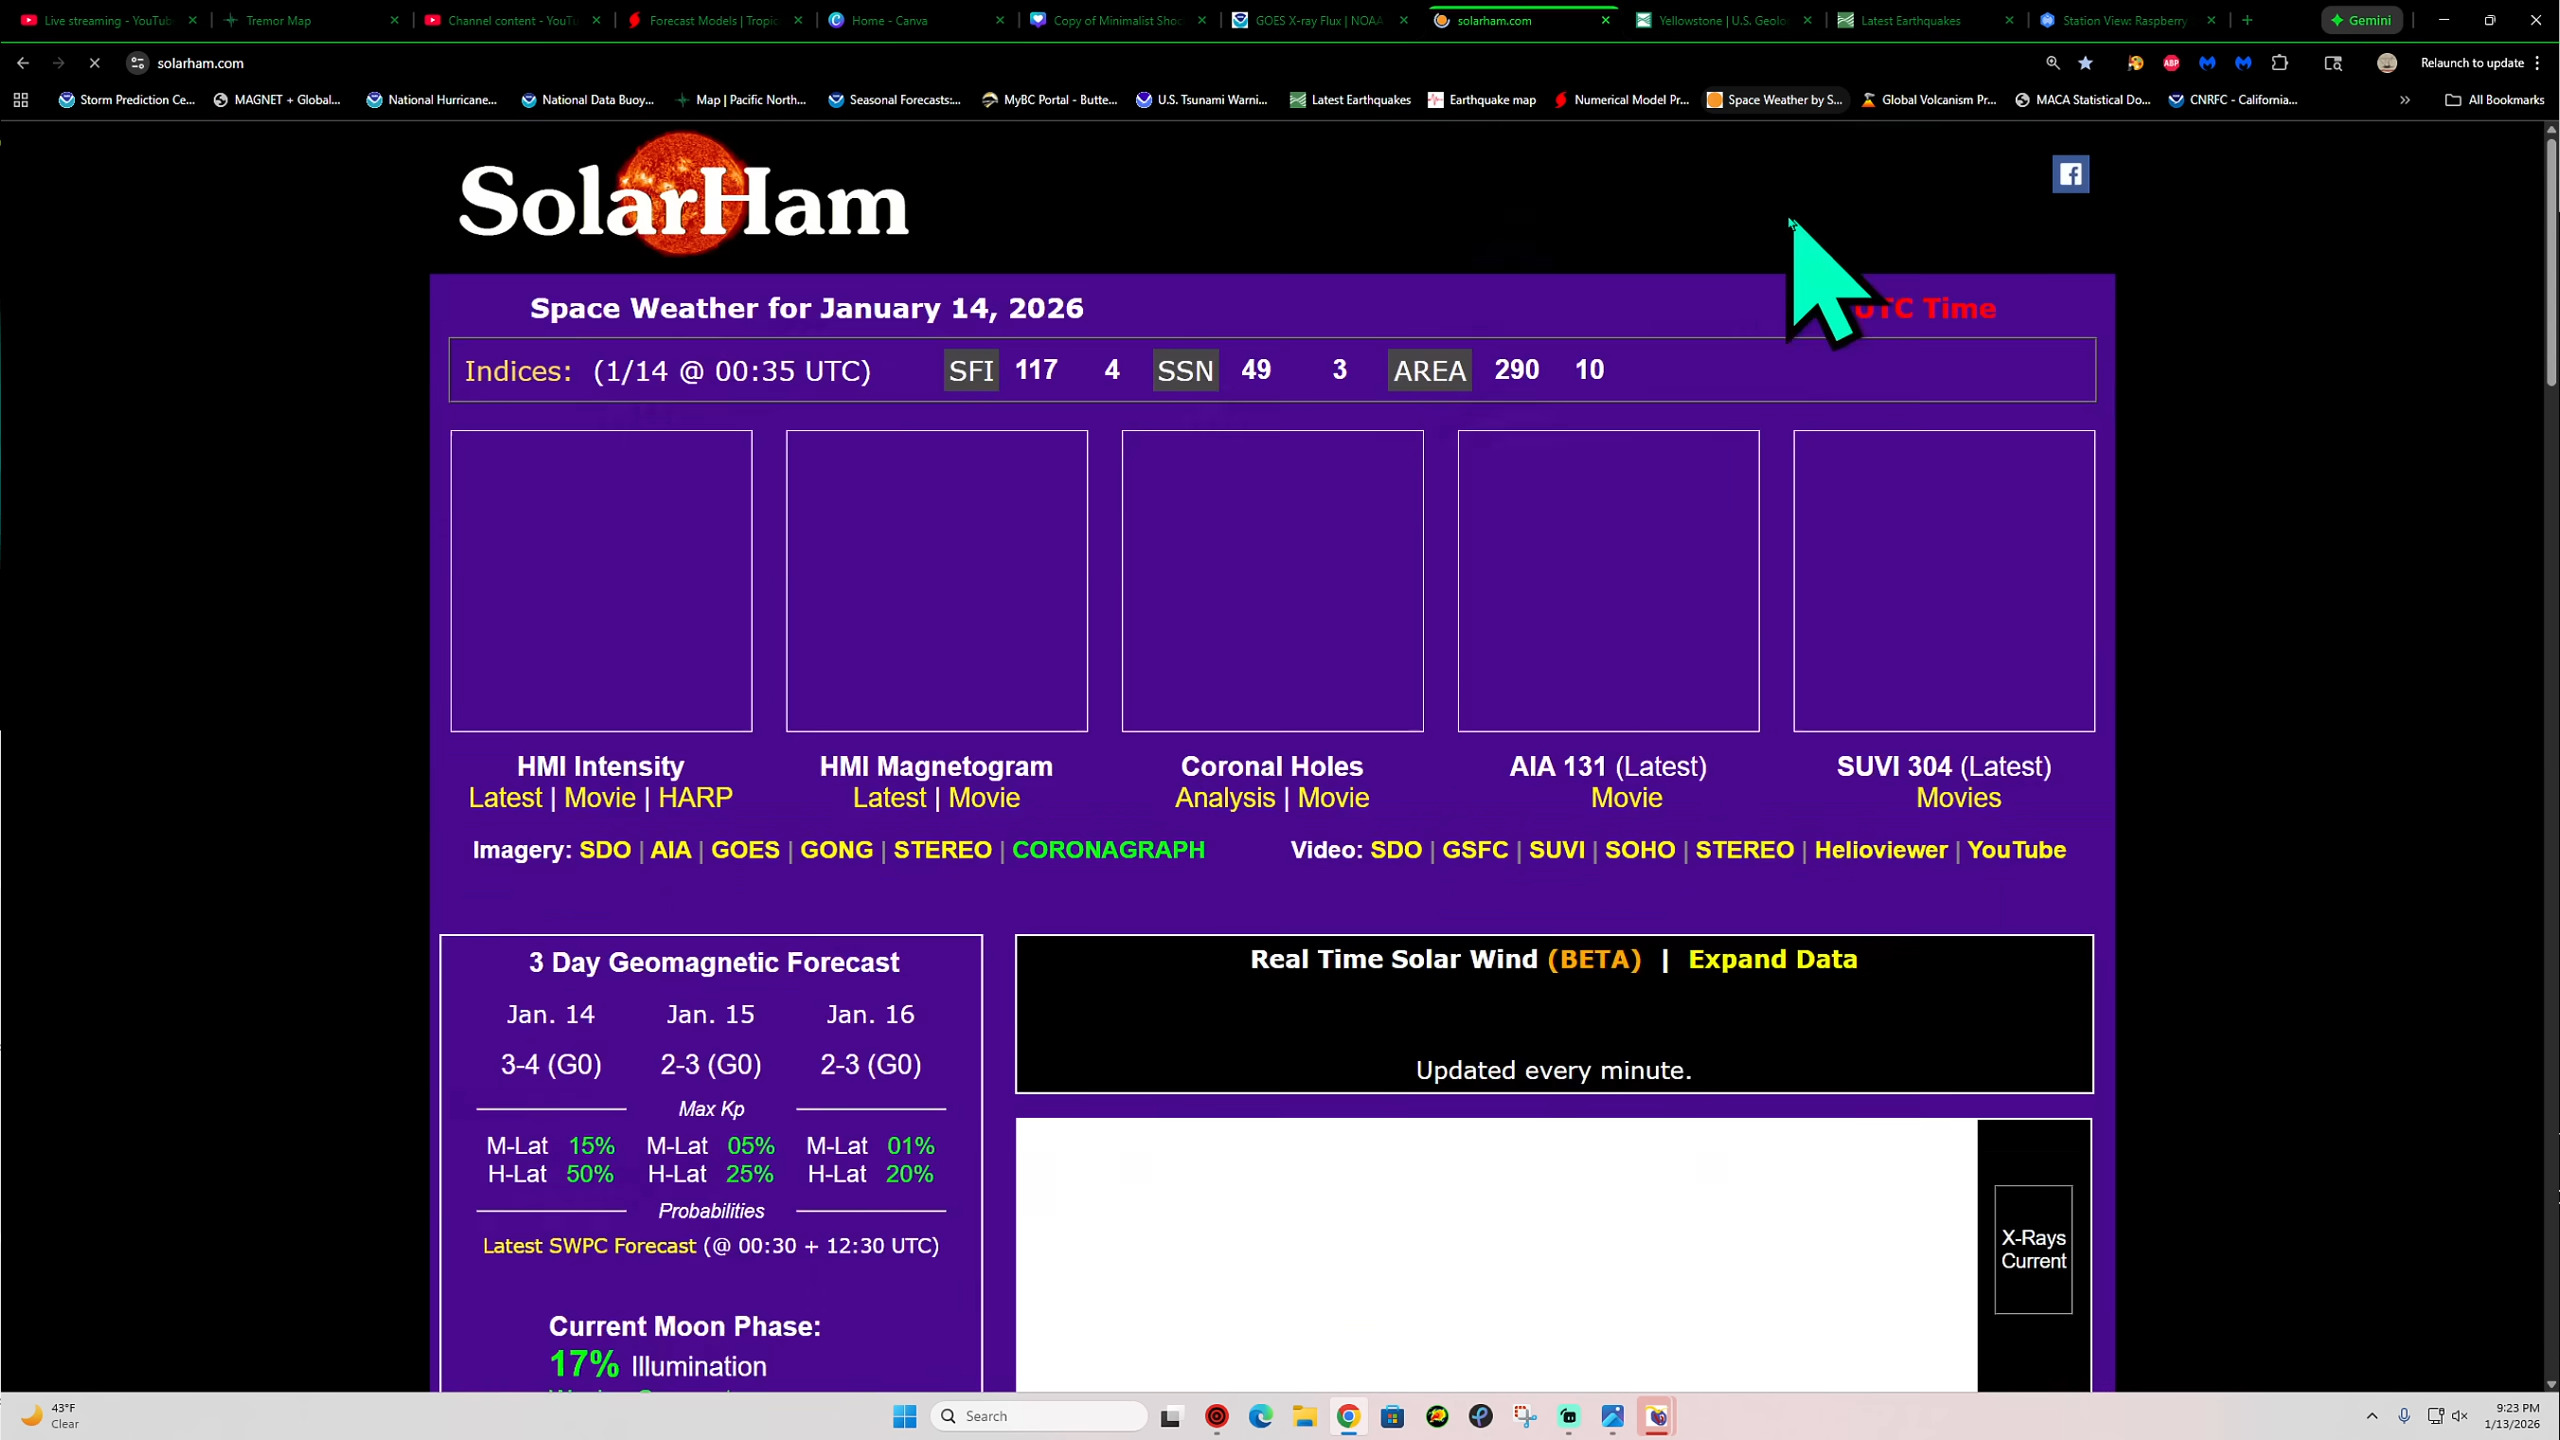 Live streaming - YouTub
Tremor Map
Channel content - YouTu
Forecast Models | Tropic
Home - Canva
Copy of Minimalist Shoo
GOES X-ray Flux | NOAA
solarham.com
Yellowstone | U.S. Geolo
Latest Earthquakes
Station View: Raspberry
Gemini
solarham.com
Relaunch to update
Storm Prediction Ce...
MAGNET + Global...
National Hurricane...
National Data Buoy...
Map | Pacific North...
Seasonal Forecasts:...
MyBC Portal - Butte...
U.S. Tsunami Warni...
Latest Earthquakes
Earthquake map
Numerical Model Pr...
Space Weather by S...
Global Volcanism Pr...
MACA Statistical Do...
CNRFC - California...
All Bookmarks
SolarHam
Space Weather for January 14, 2026
UTC Time
Indices: (1/14 @ 00:35 UTC) SFI 117 4 SSN 49 3 AREA 290 10
HMI Intensity
Latest | Movie | HARP
HMI Magnetogram
Latest | Movie
Coronal Holes
Analysis | Movie
AIA 131 (Latest)
Movie
SUVI 304 (Latest)
Movies
Imagery: SDO | AIA | GOES | GONG | STEREO | CORONAGRAPH
Video: SDO | GSFC | SUVI | SOHO | STEREO | Helioviewer | YouTube
3 Day Geomagnetic Forecast
Jan. 14 Jan. 15 Jan. 16
3-4 (G0) 2-3 (G0) 2-3 (G0)
Max Kp
M-Lat 15% M-Lat 05% M-Lat 01%
H-Lat 50% H-Lat 25% H-Lat 20%
Probabilities
Latest SWPC Forecast (@ 00:30 + 12:30 UTC)
Current Moon Phase:
17% Illumination
Real Time Solar Wind (BETA) | Expand Data
Updated every minute.
X-Rays
Current
43°F
Clear
Search
9:23 PM
1/13/2026